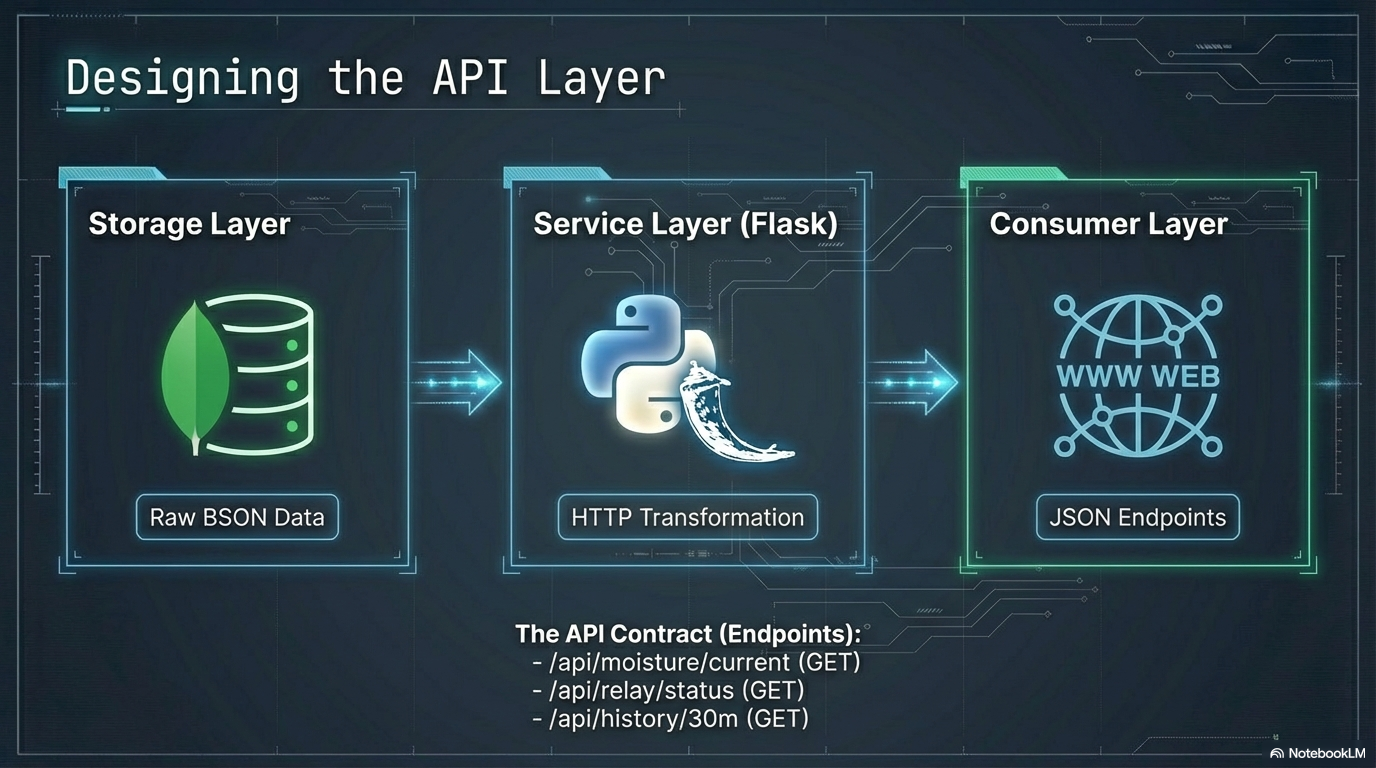 Designing the API Layer
Storage Layer
Raw BSON Data
Service Layer (Flask)
HTTP Transformation
Consumer Layer
WWW WEB
JSON Endpoints
The API Contract (Endpoints):
- /api/moisture/current (GET)
- /api/relay/status (GET)
- /api/history/30m (GET)
NotebookLM